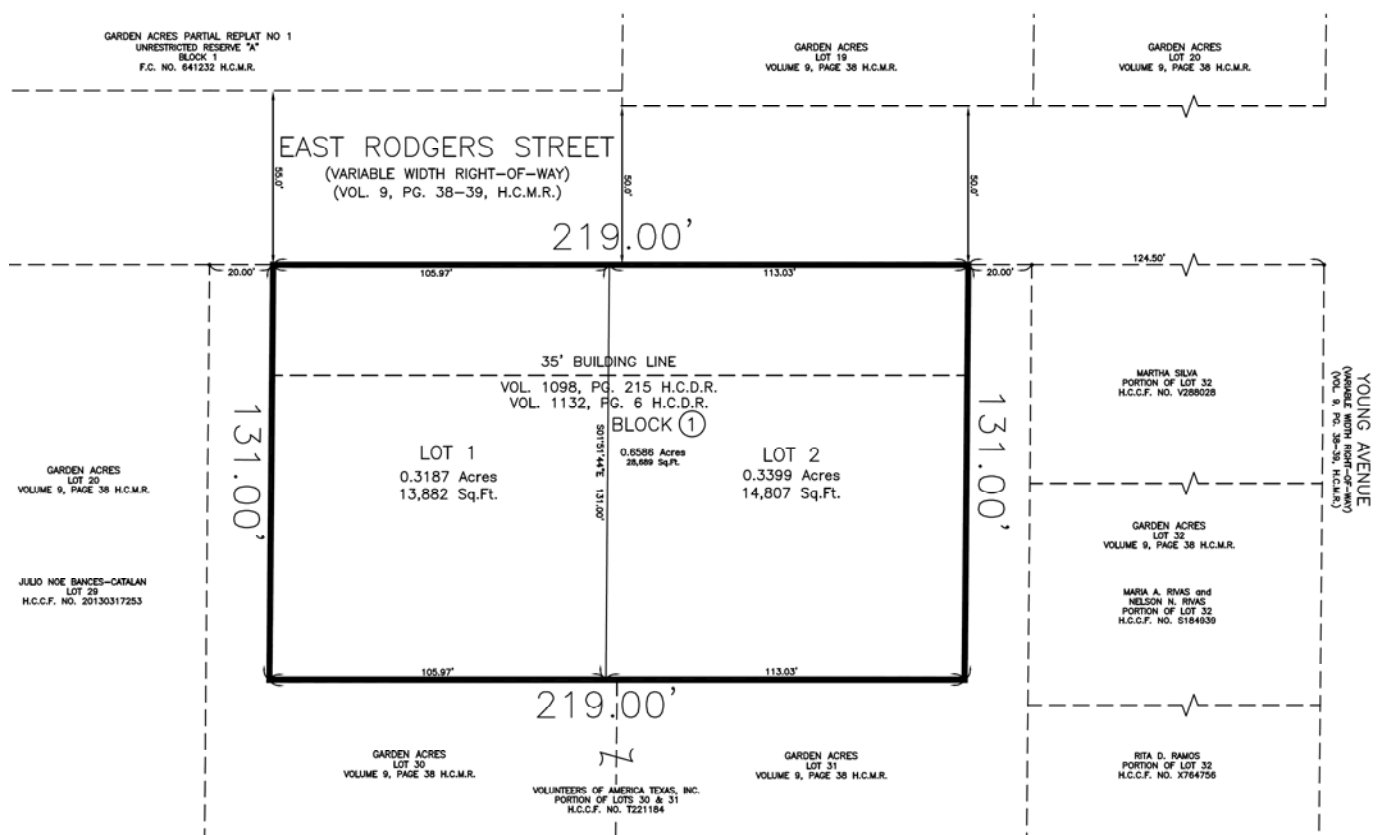 GARDEN ACRES PARTIAL REPLAT NO 1
UNRESTRICTED RESERVE "A"
BLOCK 1
F.C. NO. 641232 H.C.M.R.
GARDEN ACRES
LOT 19
VOLUME 9, PAGE 38 H.C.M.R.
GARDEN ACRES
LOT 20
VOLUME 9, PAGE 38 H.C.M.R.
EAST RODGERS STREET
(VARIABLE WIDTH RIGHT-OF-WAY)
(VOL. 9, PG. 38-39, H.C.M.R.)
55.0'
50.0'
50.0'
219.00'
20.00'
105.97'
113.03'
20.00'
124.50'
35' BUILDING LINE
VOL. 1098, PG. 215 H.C.D.R.
VOL. 1132, PG. 6 H.C.D.R.
BLOCK 1
0.6586 Acres
28,689 Sq.Ft.
S01°51'44"E 131.00'
LOT 1
0.3187 Acres
13,882 Sq.Ft.
LOT 2
0.3399 Acres
14,807 Sq.Ft.
131.00'
131.00'
MARTHA SILVA
PORTION OF LOT 32
H.C.C.F. NO. V288028
YOUNG AVENUE
(VARIABLE WIDTH RIGHT-OF-WAY)
(VOL. 9, PG. 38-39, H.C.M.R.)
GARDEN ACRES
LOT 20
VOLUME 9, PAGE 38 H.C.M.R.
JULIO NOE BANCES-CATALAN
LOT 29
H.C.C.F. NO. 20130317253
GARDEN ACRES
LOT 32
VOLUME 9, PAGE 38 H.C.M.R.
MARIA A. RIVAS and
NELSON N. RIVAS
PORTION OF LOT 32
H.C.C.F. NO. S184939
105.97'
113.03'
219.00'
GARDEN ACRES
LOT 30
VOLUME 9, PAGE 38 H.C.M.R.
GARDEN ACRES
LOT 31
VOLUME 9, PAGE 38 H.C.M.R.
VOLUNTEERS OF AMERICA TEXAS, INC.
PORTION OF LOTS 30 & 31
H.C.C.F. NO. T221184
RITA D. RAMOS
PORTION OF LOT 32
H.C.C.F. NO. X764756